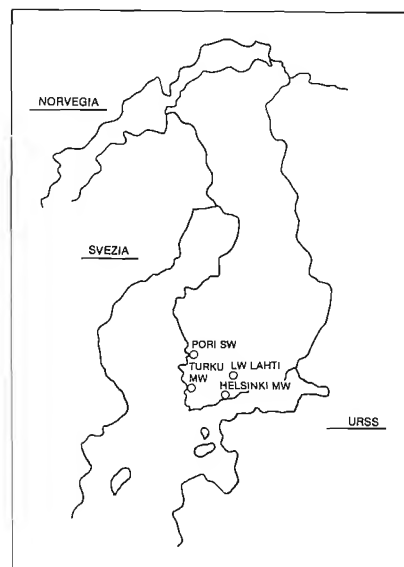 NORVEGIA
SVEZIA
PORI SW
TURKU
MW
LW LAHTI
HELSINKI MW
URSS